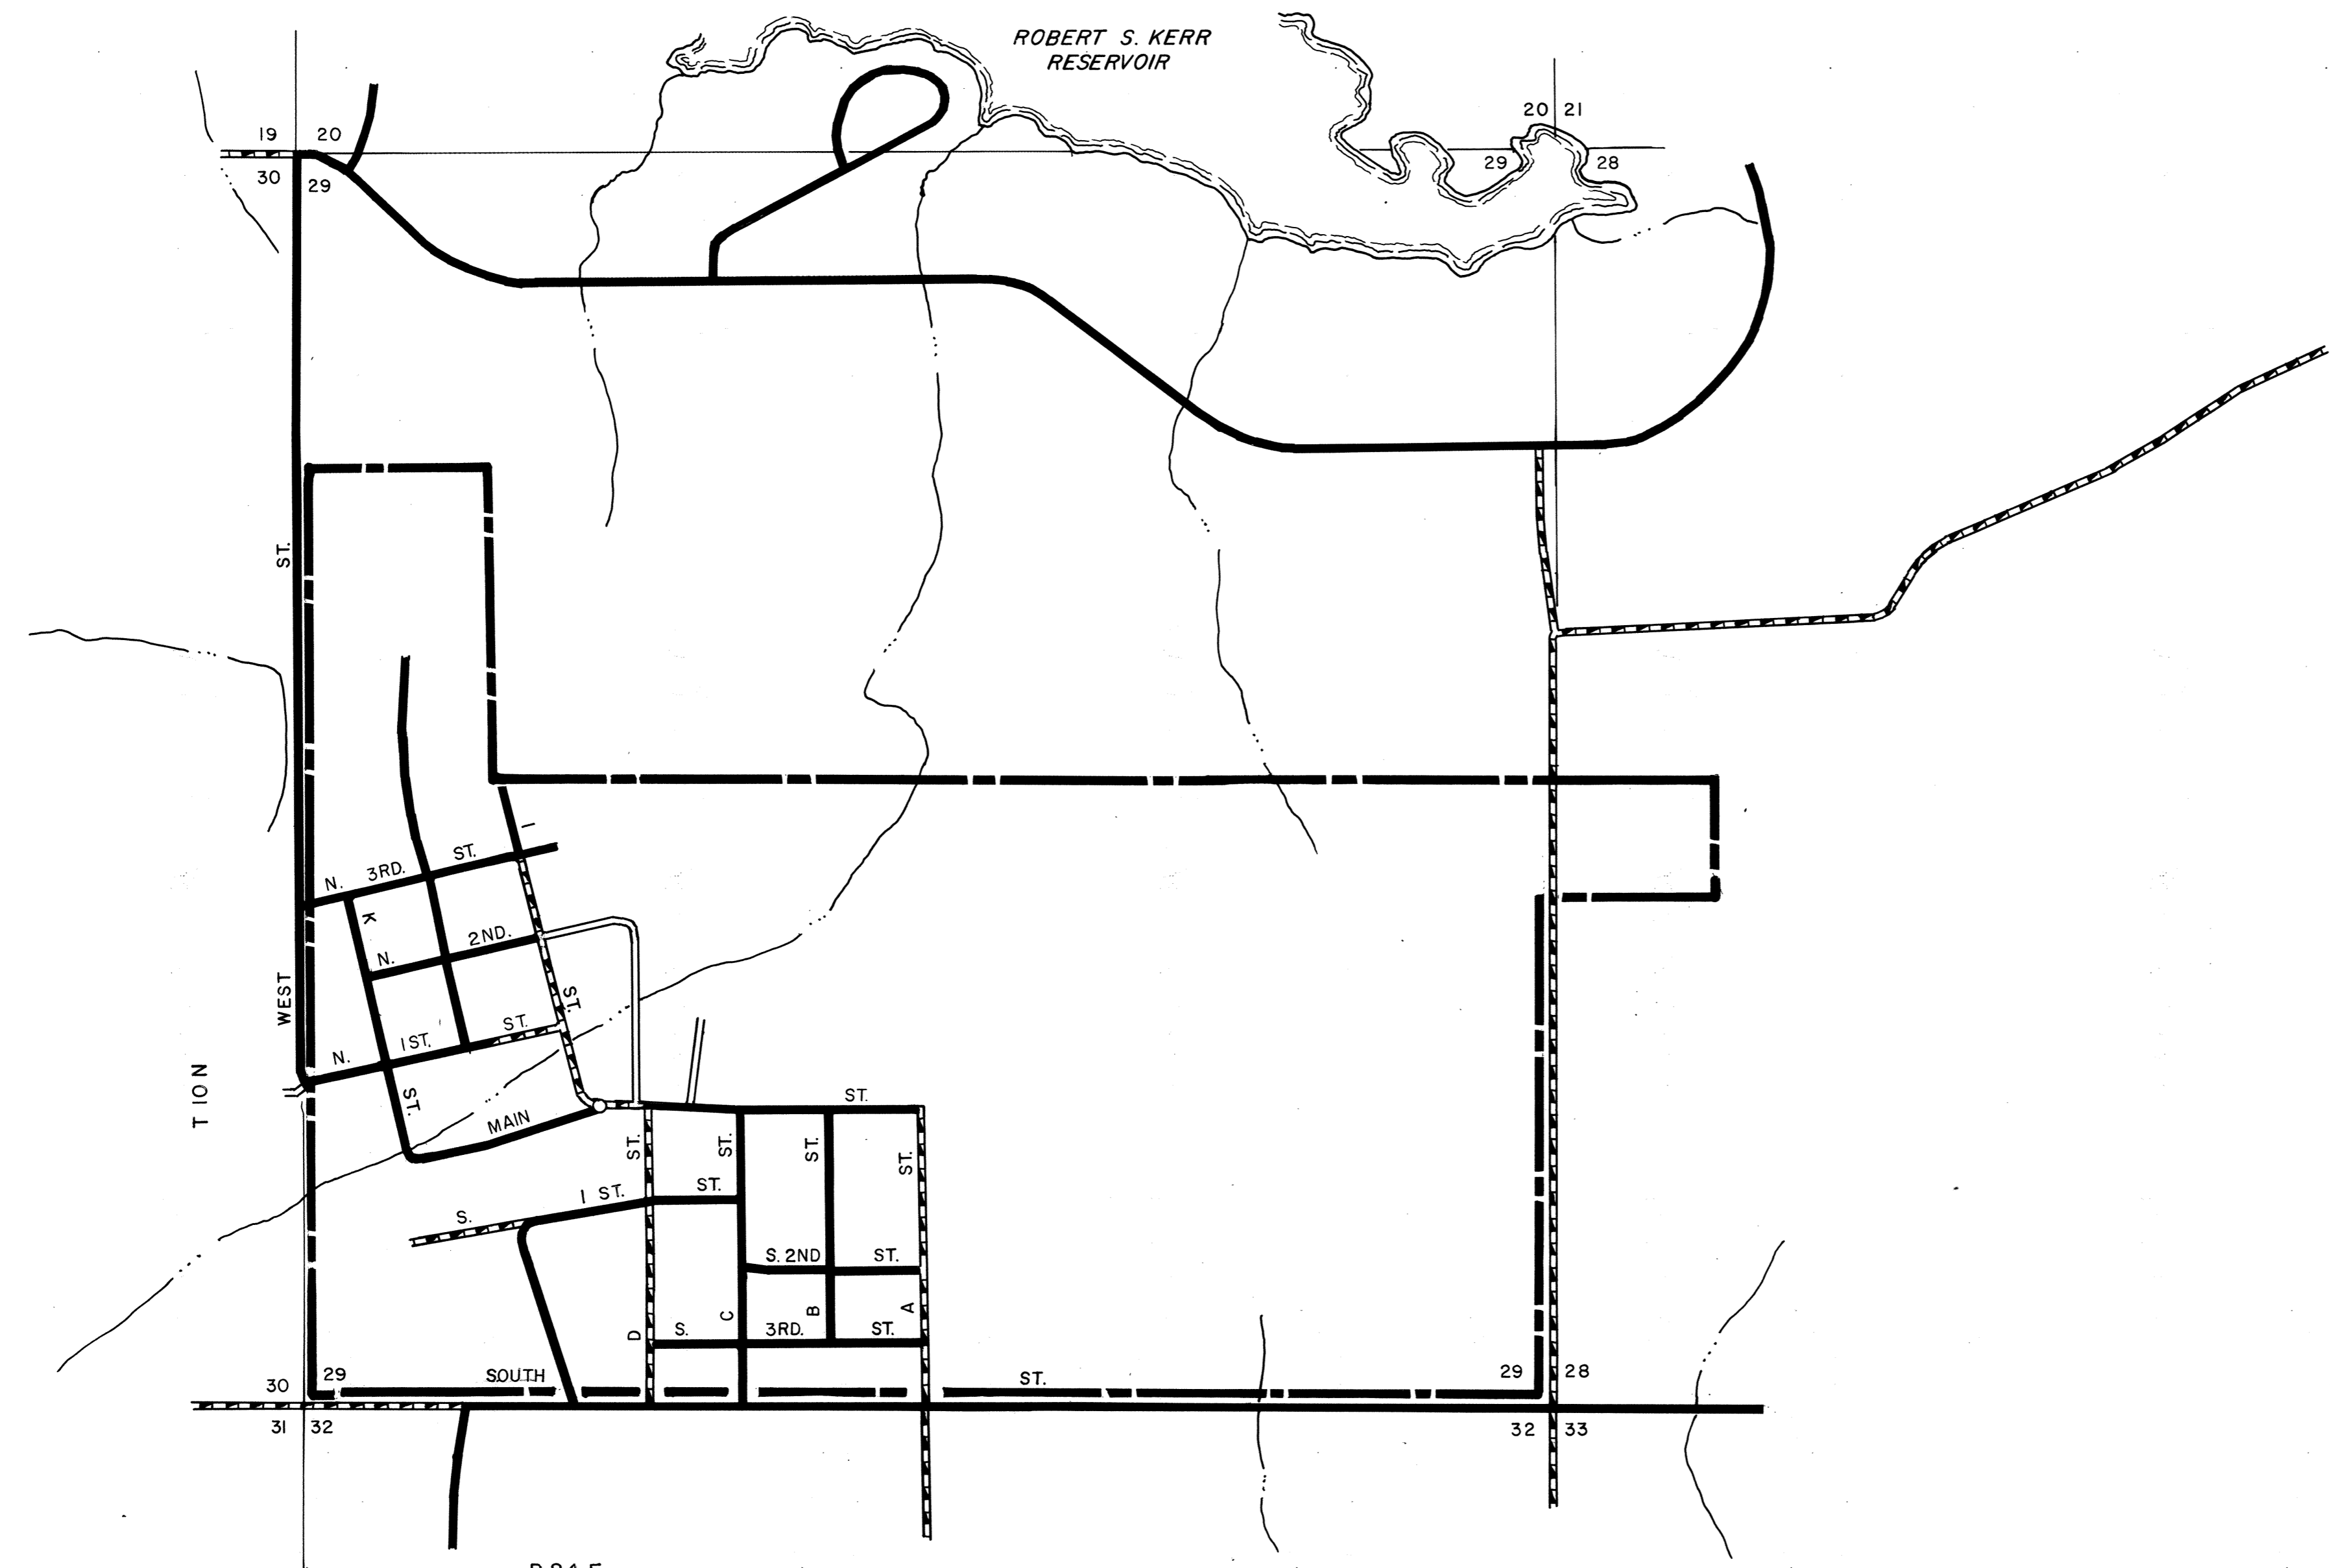 ROBERT S. KERR
RESERVOIR
19 20
30 29
20 21
29 28
WEST ST.
N. 3RD. ST.
I ST.
K ST.
N. 2ND.
N. 1ST. ST.
TION
MAIN ST.
D ST.
C ST.
B ST.
A ST.
S. 1 ST. ST.
S. 2ND ST.
S. 3RD. ST.
SOUTH ST.
30 29
31 32
29 28
32 33